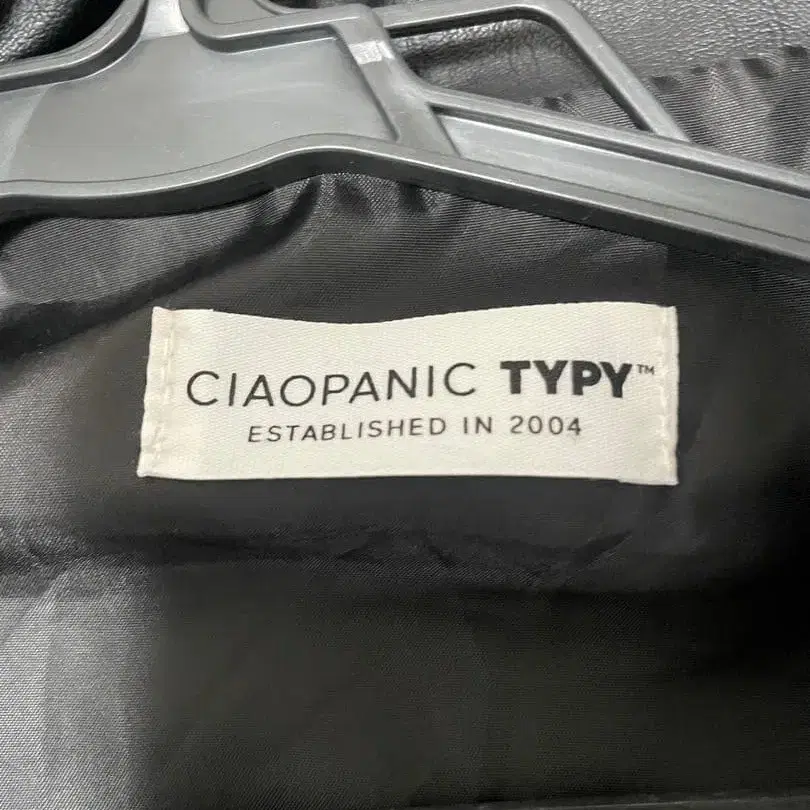 CIAOPANIC TYPY™
ESTABLISHED IN 2004